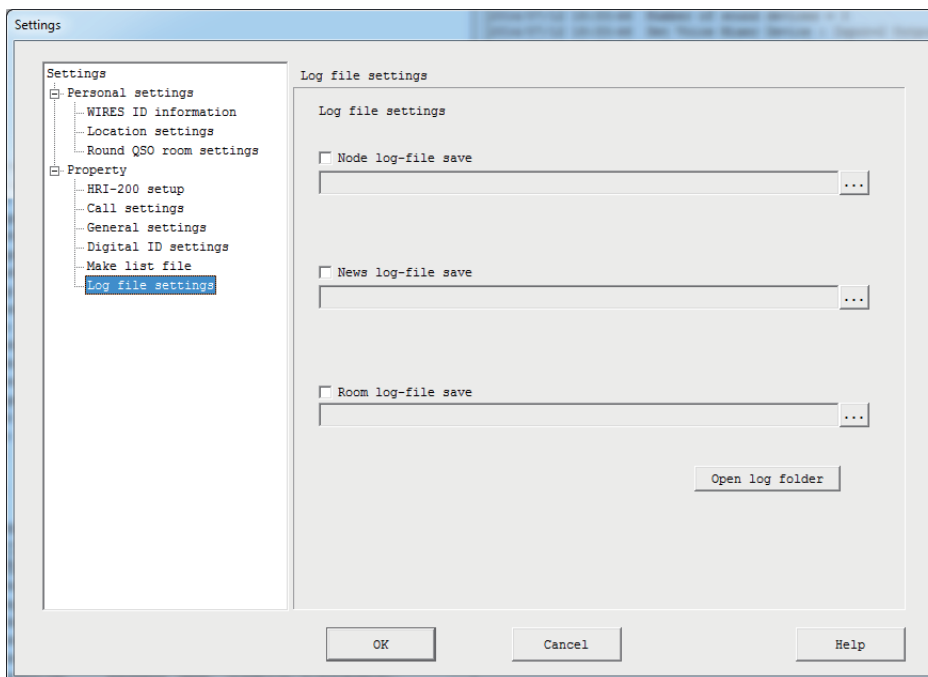 Settings
Settings
Personal settings
WIRES ID information
Location settings
Round QSO room settings
Property
HRI-200 setup
Call settings
General settings
Digital ID settings
Make list file
Log file settings
Log file settings
Log file settings
Node log-file save
...
News log-file save
...
Room log-file save
...
Open log folder
OK
Cancel
Help